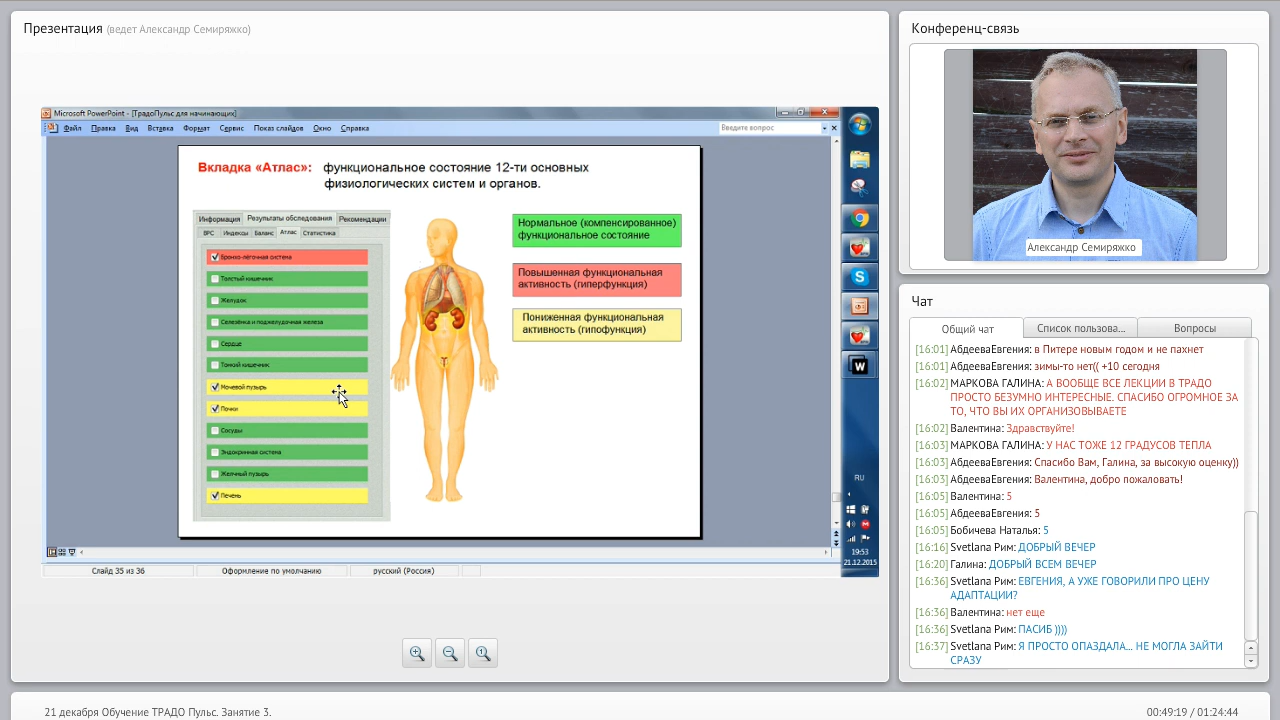 Презентация (ведет Александр Семиряжко)
Microsoft PowerPoint - [ТрадоПульс для начинающих]
Файл Правка Вид Вставка Формат Сервис Показ слайдов Окно Справка
Введите вопрос
Вкладка «Атлас»: функциональное состояние 12-ти основных
физиологических систем и органов.
Информация Результаты обследования Рекомендации
ВРС Индексы Баланс Атлас Статистика
Бронхо-лёгочная система
Толстый кишечник
Желудок
Селезёнка и поджелудочная железа
Сердце
Тонкий кишечник
Мочевой пузырь
Почки
Сосуды
Эндокринная система
Желчный пузырь
Печень
Нормальное (компенсированное)
функциональное состояние
Повышенная функциональная
активность (гиперфункция)
Пониженная функциональная
активность (гипофункция)
Слайд 35 из 36 Оформление по умолчанию русский (Россия)
S
W
RU
19:53
21.12.2015
Конференц-связь
Александр Семиряжко
Чат
Общий чат Список пользова... Вопросы
[16:01] АбдееваЕвгения: в Питере новым годом и не пахнет
[16:01] АбдееваЕвгения: зимы-то нет(( +10 сегодня
[16:02] МАРКОВА ГАЛИНА: А ВООБЩЕ ВСЕ ЛЕКЦИИ В ТРАДО
ПРОСТО БЕЗУМНО ИНТЕРЕСНЫЕ. СПАСИБО ОГРОМНОЕ ЗА
ТО, ЧТО ВЫ ИХ ОРГАНИЗОВЫВАЕТЕ
[16:02] Валентина: Здравствуйте!
[16:03] МАРКОВА ГАЛИНА: У НАС ТОЖЕ 12 ГРАДУСОВ ТЕПЛА
[16:03] АбдееваЕвгения: Спасибо Вам, Галина, за высокую оценку))
[16:03] АбдееваЕвгения: Валентина, добро пожаловать!
[16:05] Валентина: 5
[16:05] АбдееваЕвгения: 5
[16:05] Бобичева Наталья: 5
[16:16] Svetlana Рим: ДОБРЫЙ ВЕЧЕР
[16:20] Галина: ДОБРЫЙ ВСЕМ ВЕЧЕР
[16:36] Svetlana Рим: ЕВГЕНИЯ, А УЖЕ ГОВОРИЛИ ПРО ЦЕНУ
АДАПТАЦИИ?
[16:36] Валентина: нет еще
[16:36] Svetlana Рим: ПАСИБ ))))
[16:37] Svetlana Рим: Я ПРОСТО ОПАЗДАЛА... НЕ МОГЛА ЗАЙТИ
СРАЗУ
21 декабря Обучение ТРАДО Пульс. Занятие 3.
00:49:19 / 01:24:44